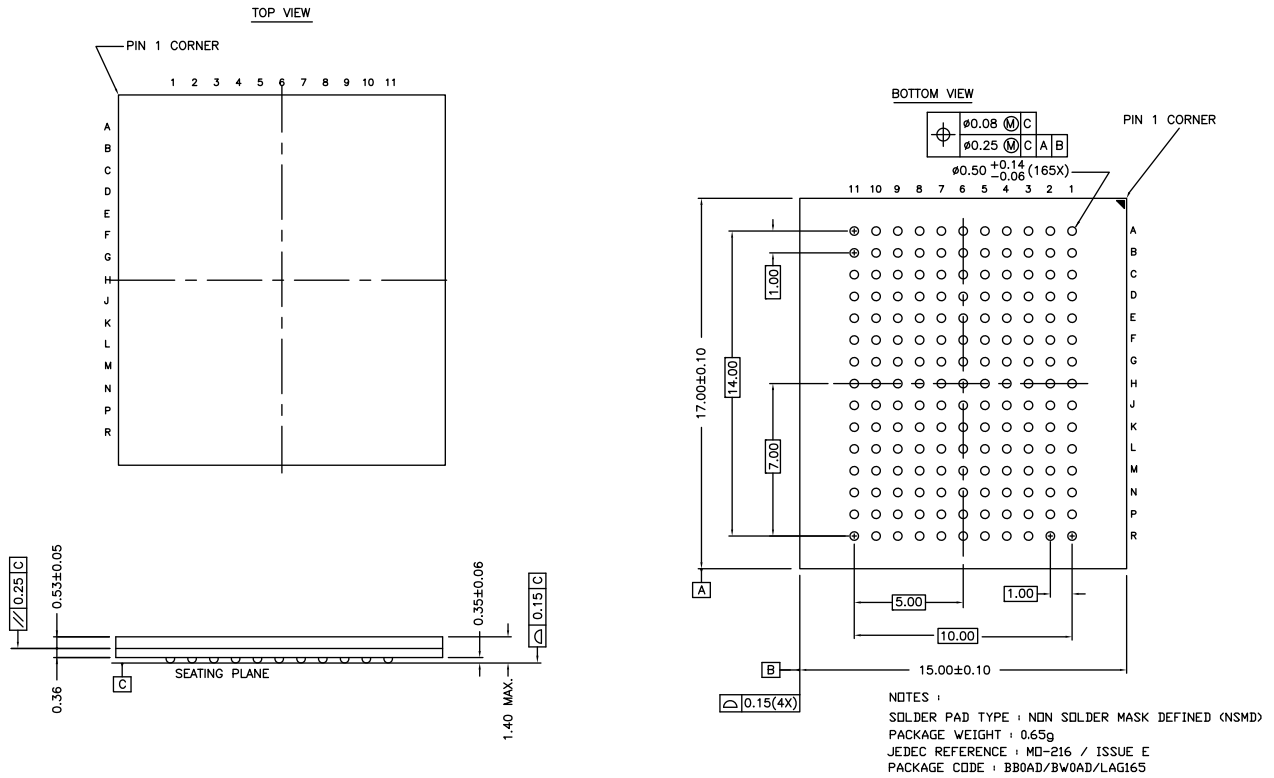 TOP VIEW
PIN 1 CORNER
1 2 3 4 5 6 7 8 9 10 11
A
B
C
D
E
F
G
H
J
K
L
M
N
P
R
BOTTOM VIEW
PIN 1 CORNER
⌀0.08 Ⓜ C
⌀0.25 Ⓜ C A B
⌀0.50 +0.14 -0.06 (165X)
11 10 9 8 7 6 5 4 3 2 1
A
B
C
D
E
F
G
H
J
K
L
M
N
P
R
1.00
14.00
17.00±0.10
7.00
A
5.00
1.00
10.00
B
15.00±0.10
0.15(4X)
// 0.25 C
0.53±0.05
0.36
C
SEATING PLANE
0.35±0.06
1.40 MAX.
0.15 C
NOTES :
SOLDER PAD TYPE : NON SOLDER MASK DEFINED (NSMD)
PACKAGE WEIGHT : 0.65g
JEDEC REFERENCE : MO-216 / ISSUE E
PACKAGE CODE : BB0AD/BW0AD/LAG165